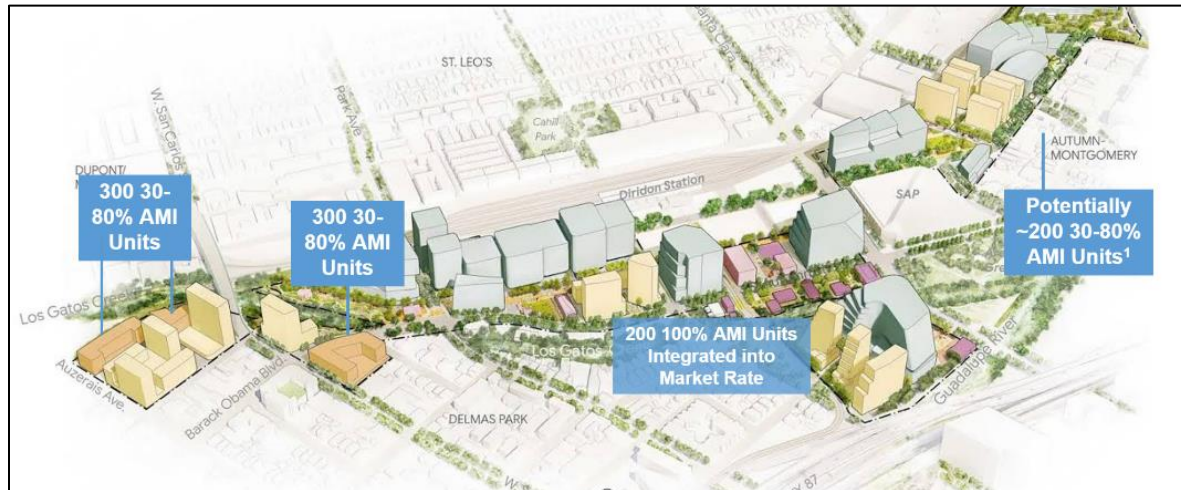 ST. LEO'S
Cahill
Park
Park Ave.
W. San Carlos
DUPONT/
300 30-
80% AMI
Units
300 30-
80% AMI
Units
Diridon Station
SAP
AUTUMN-
MONTGOMERY
Potentially
~200 30-80%
AMI Units¹
Los Gatos Creek
200 100% AMI Units
Integrated into
Market Rate
Los Gatos
Auzerais Ave.
Barack Obama Blvd.
DELMAS PARK
Guadalupe River
87